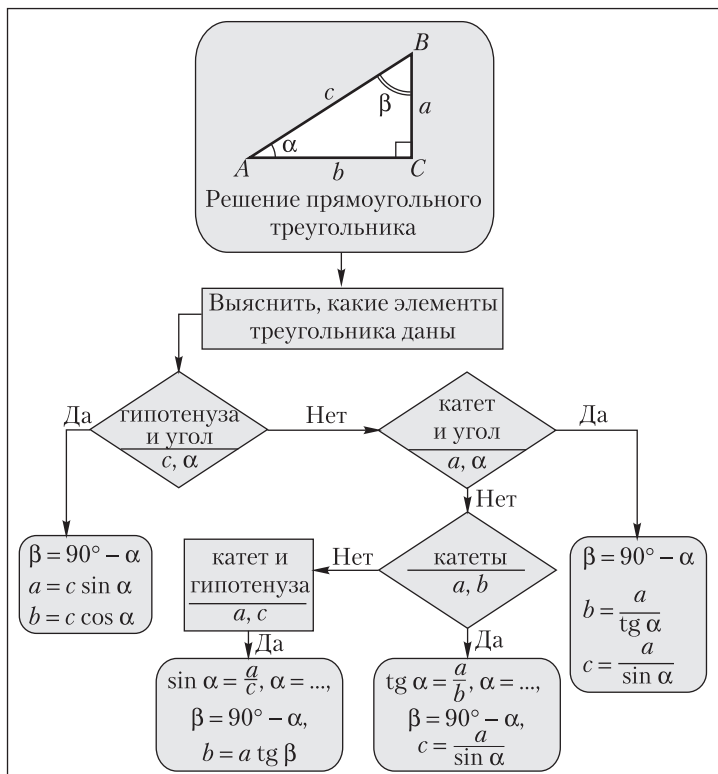 B
c
β
a
α
A
b
C
Решение прямоугольного
треугольника
Выяснить, какие элементы
треугольника даны
Да
гипотенуза
и угол
c, α
Нет
катет
и угол
a, α
Да
Нет
β = 90° – α
a = c sin α
b = c cos α
катет и
гипотенуза
a, c
Нет
катеты
a, b
β = 90° – α
b = a / tg α
c = a / sin α
Да
Да
sin α = a/c, α = ...,
β = 90° – α,
b = a tg β
tg α = a/b, α = ...,
β = 90° – α,
c = a / sin α